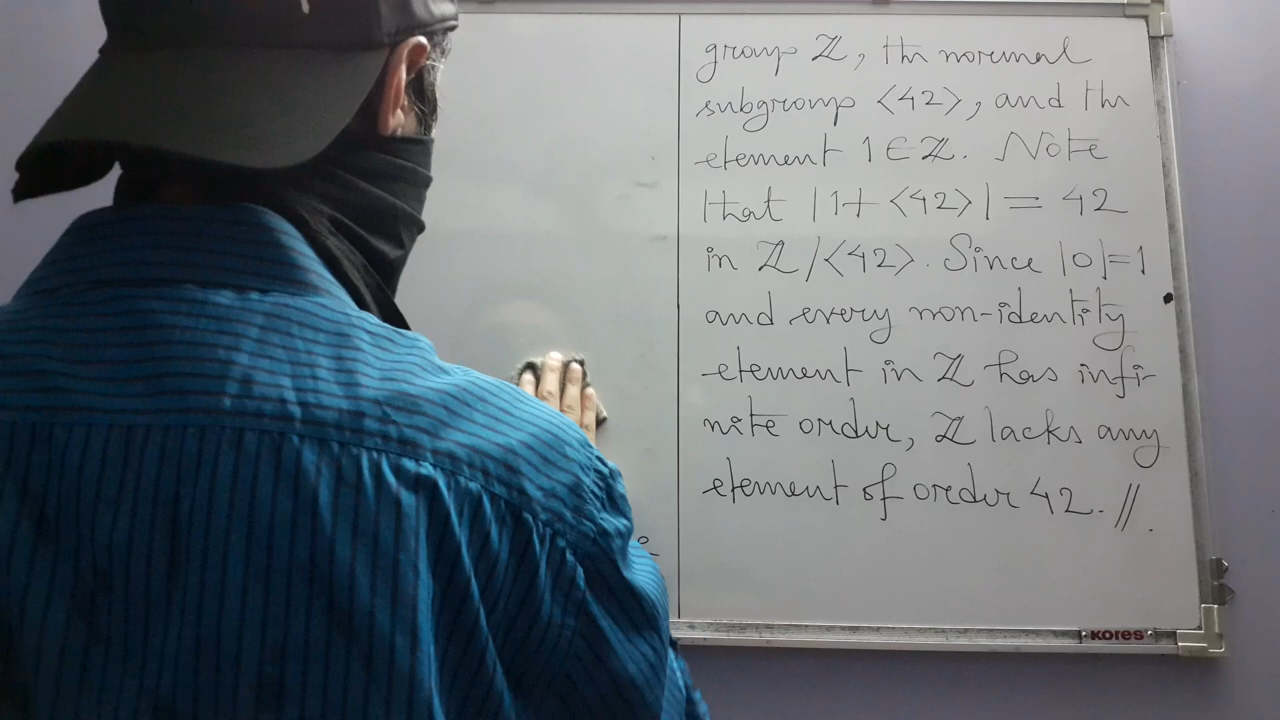 group ℤ, the normal
subgroup <42>, and the
element 1 ∈ ℤ. Note
that |1+<42>| = 42
in ℤ/<42>. Since |0|=1
and every non-identity
element in ℤ has infi-
nite order, ℤ lacks any
element of order 42. //.
KORES